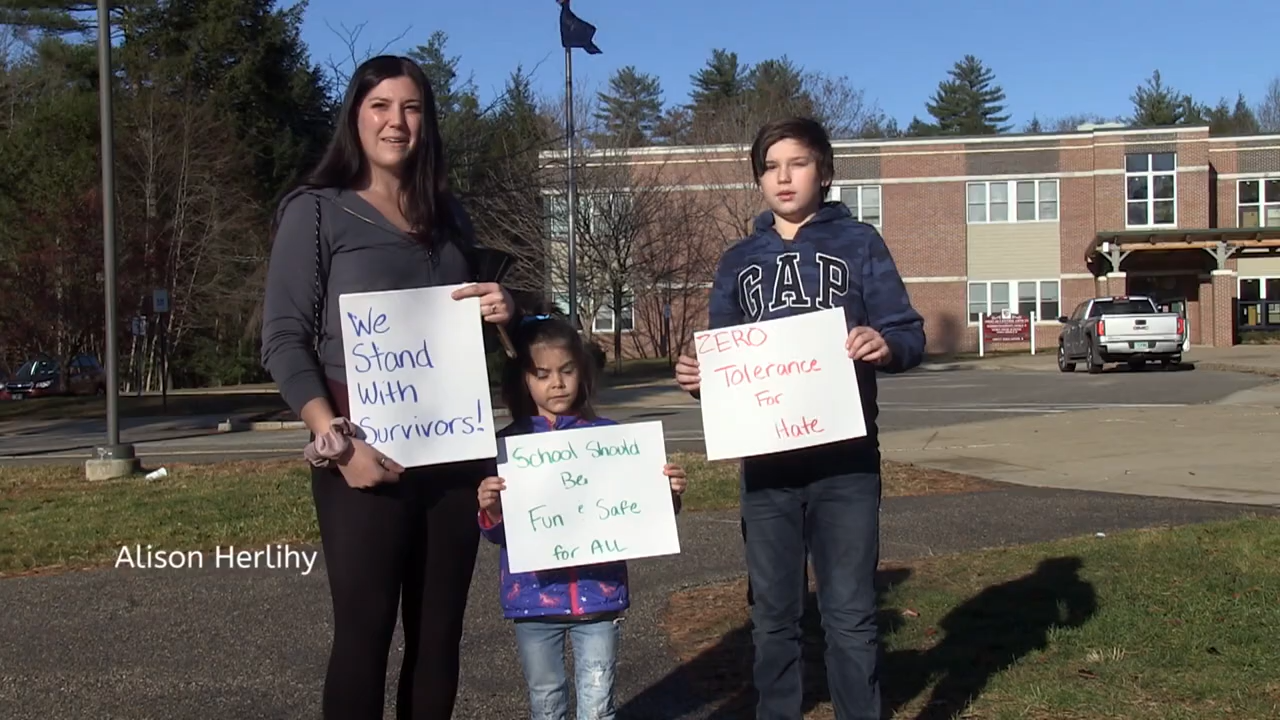 We
Stand
With
Survivors!
School Should
Be
Fun & Safe
for ALL
ZERO
Tolerance
For
Hate
GAP
Alison Herlihy